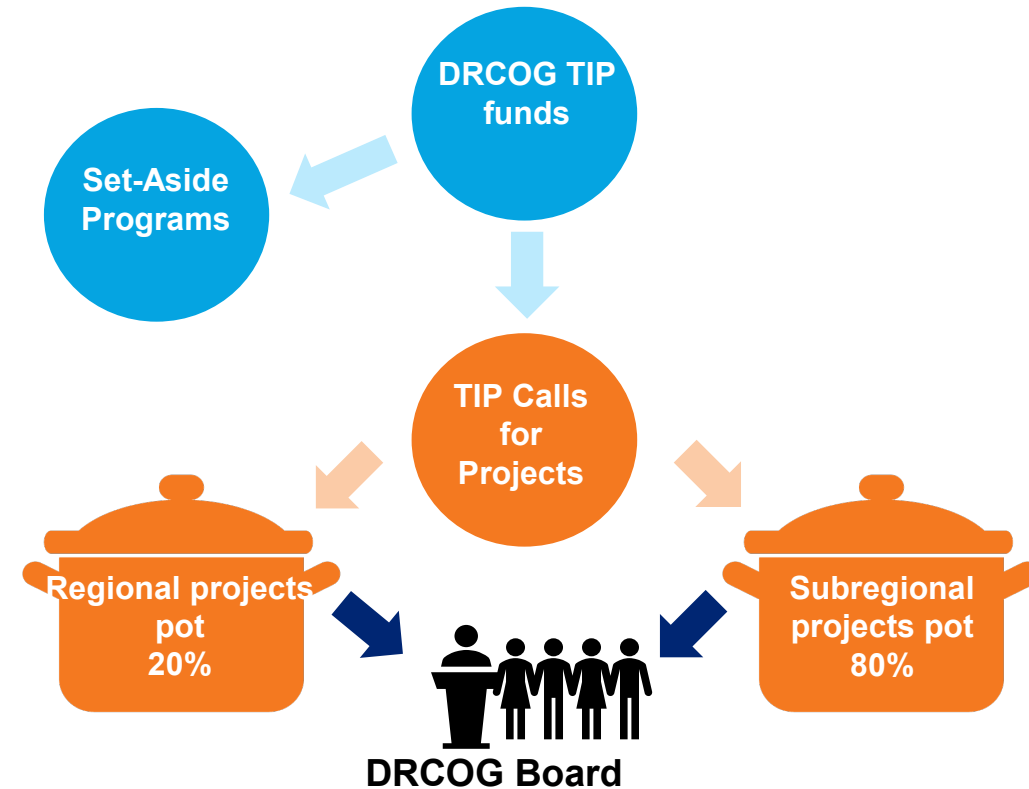 DRCOG TIP
funds
Set-Aside
Programs
TIP Calls
for
Projects
Regional projects
pot
20%
Subregional
projects pot
80%
DRCOG Board